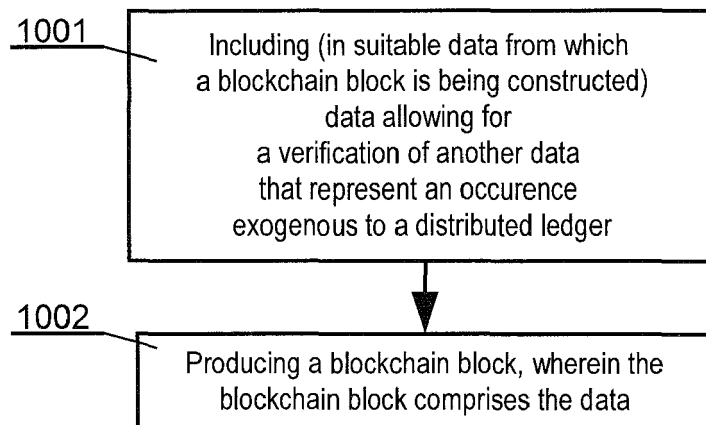 1001
Including (in suitable data from which
a blockchain block is being constructed)
data allowing for
a verification of another data
that represent an occurence
exogenous to a distributed ledger
1002
Producing a blockchain block, wherein the
blockchain block comprises the data